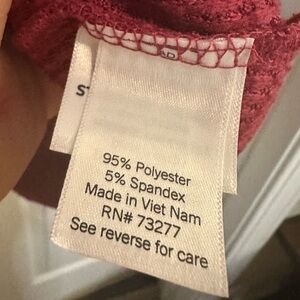 95% Polyester
5% Spandex
Made in Viet Nam
RN# 73277
See reverse for care